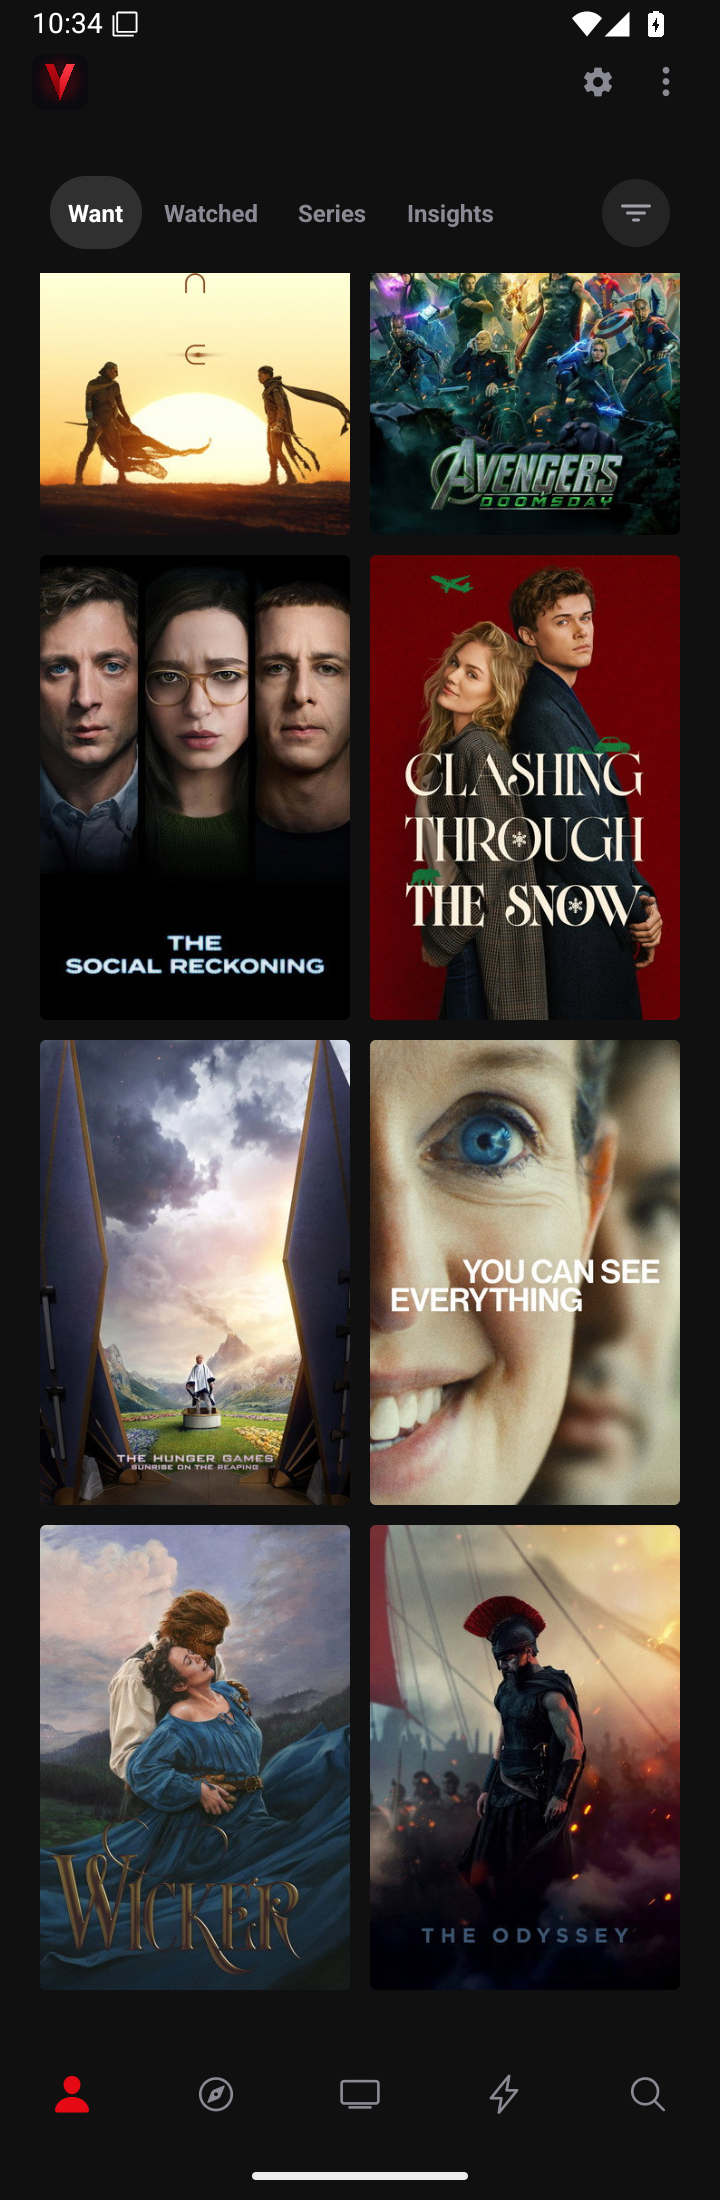 10:34
Want
Watched
Series
Insights
AVENGERS
DOOMSDAY
THE
SOCIAL RECKONING
CLASHING
THROUGH
THE SNOW
THE HUNGER GAMES
SUNRISE ON THE REAPING
YOU CAN SEE
EVERYTHING
WICKER
THE ODYSSEY